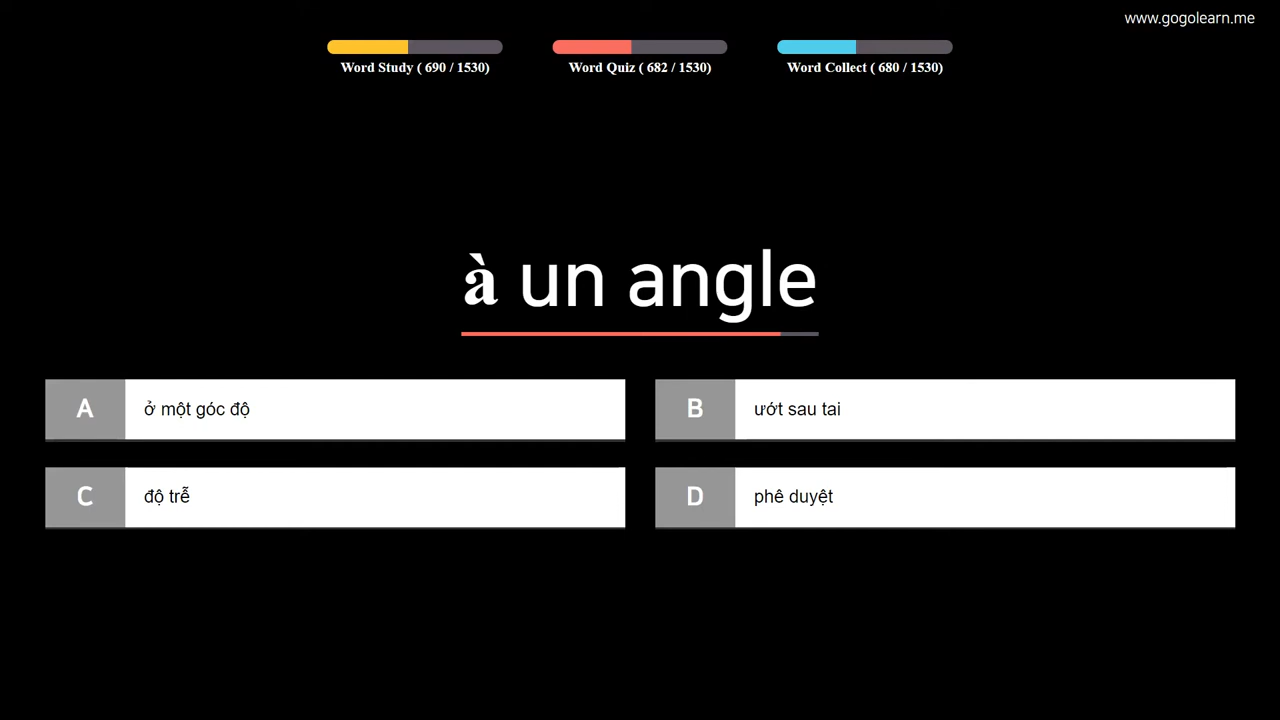 www.gogolearn.me
Word Study ( 690 / 1530)
Word Quiz ( 682 / 1530)
Word Collect ( 680 / 1530)
à un angle
A ở một góc độ
B ướt sau tai
C độ trễ
D phê duyệt